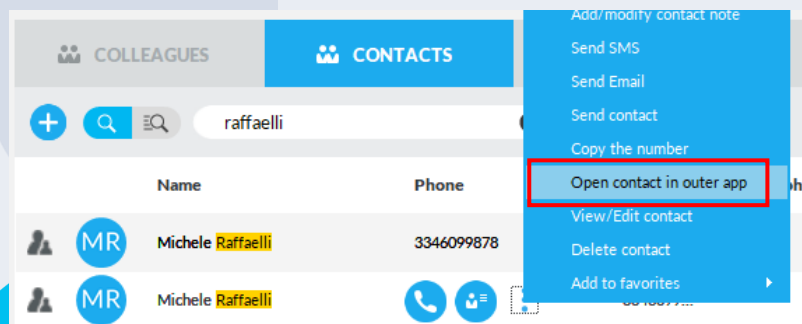 Add/modify contact note
COLLEAGUES
CONTACTS
Send SMS
Send Email
Send contact
raffaelli
Copy the number
Name
Phone
Open contact in outer app
View/Edit contact
MR
Michele Raffaelli
3346099878
Delete contact
Add to favorites
MR
Michele Raffaelli